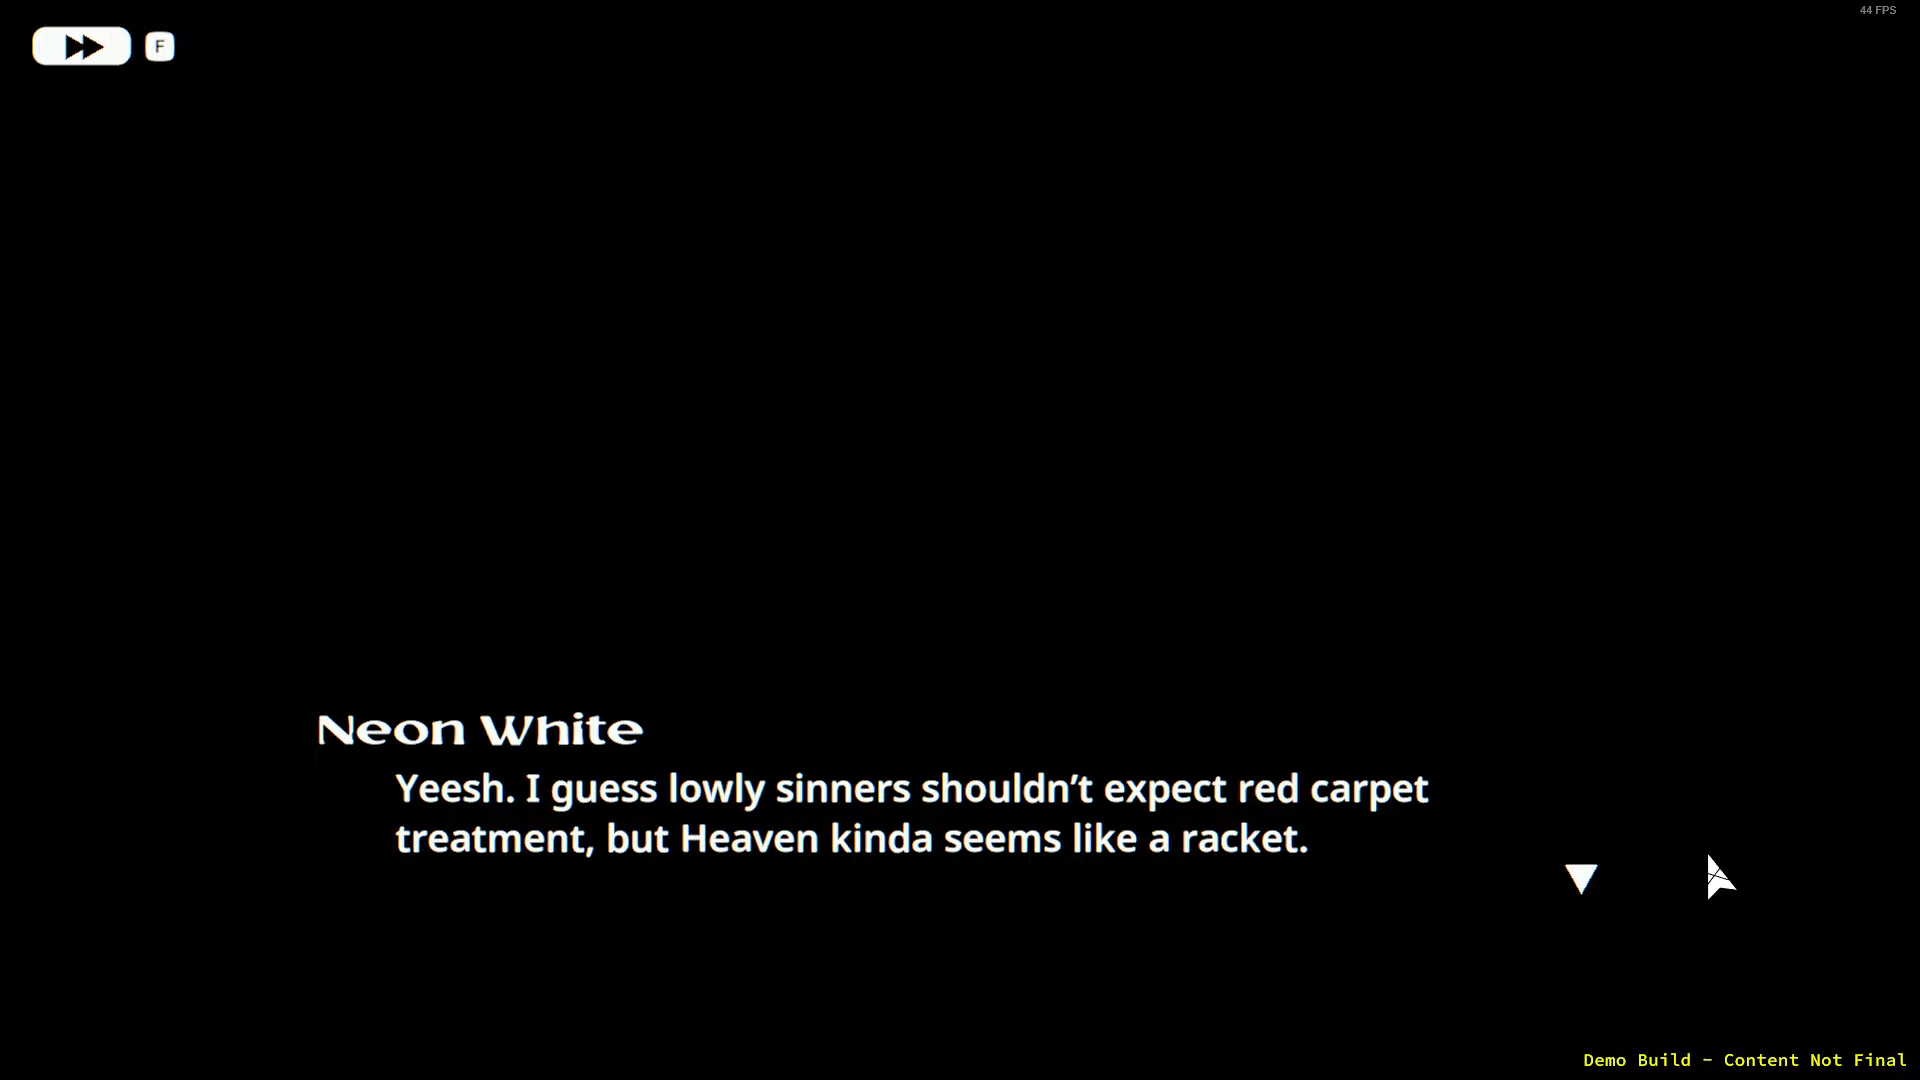 44 FPS
F
Neon White
Yeesh. I guess lowly sinners shouldn’t expect red carpet
treatment, but Heaven kinda seems like a racket.
Demo Build - Content Not Final